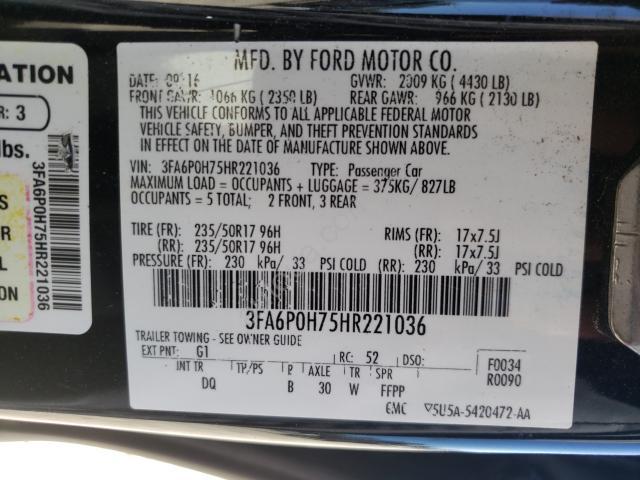 ATION
R: 3
lbs.
3FA6P0H75HR221036
S
R
L
ON
MFD. BY FORD MOTOR CO.
DATE: 09/16 GVWR: 2009 KG (4430 LB)
FRONT GAWR: 1066 KG (2350 LB) REAR GAWR: 966 KG (2130 LB)
THIS VEHICLE CONFORMS TO ALL APPLICABLE FEDERAL MOTOR
VEHICLE SAFETY, BUMPER, AND THEFT PREVENTION STANDARDS
IN EFFECT ON THE DATE OF MANUFACTURE SHOWN ABOVE.
VIN: 3FA6P0H75HR221036 TYPE: Passenger Car
MAXIMUM LOAD = OCCUPANTS + LUGGAGE = 375KG/ 827LB
OCCUPANTS = 5 TOTAL; 2 FRONT, 3 REAR
TIRE (FR): 235/50R17 96H RIMS (FR): 17x7.5J
(RR): 235/50R17 96H (RR): 17x7.5J
PRESSURE (FR): 230 kPa/ 33 PSI COLD (RR): 230 kPa/ 33 PSI COLD
3FA6P0H75HR221036
TRAILER TOWING - SEE OWNER GUIDE
EXT PNT: G1 RC: 52 DSO: F0034
INT TR TP/PS R AXLE TR SPR R0090
DQ B 30 W FFPP
CMC 5U5A-5420472-AA